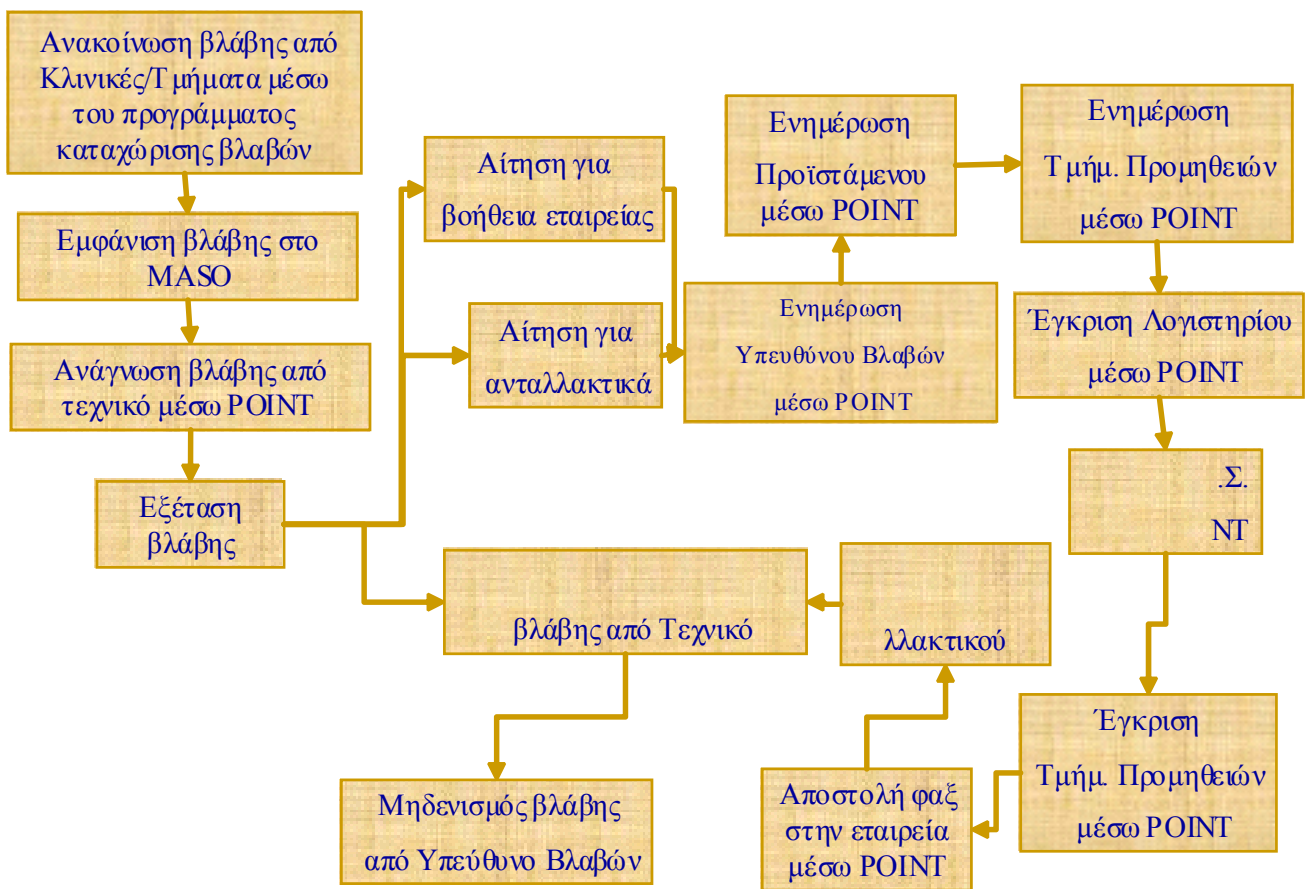 Ανακοίνωση βλάβης από
Κλινικές/Τμήματα μέσω
του προγράμματος
καταχώρισης βλαβών
Εμφάνιση βλάβης στο
MASO
Ανάγνωση βλάβης από
τεχνικό μέσω POINT
Εξέταση
βλάβης
Αίτηση για
βοήθεια εταιρείας
Αίτηση για
ανταλλακτικά
Ενημέρωση
Υπευθύνου Βλαβών
μέσω POINT
Ενημέρωση
Προϊστάμενου
μέσω POINT
Ενημέρωση
Τμήμ. Προμηθειών
μέσω POINT
Έγκριση Λογιστηρίου
μέσω POINT
.Σ.
NT
Έγκριση
Τμήμ. Προμηθειών
μέσω POINT
Αποστολή φαξ
στην εταιρεία
μέσω POINT
λλακτικού
βλάβης από Τεχνικό
Μηδενισμός βλάβης
από Υπεύθυνο Βλαβών